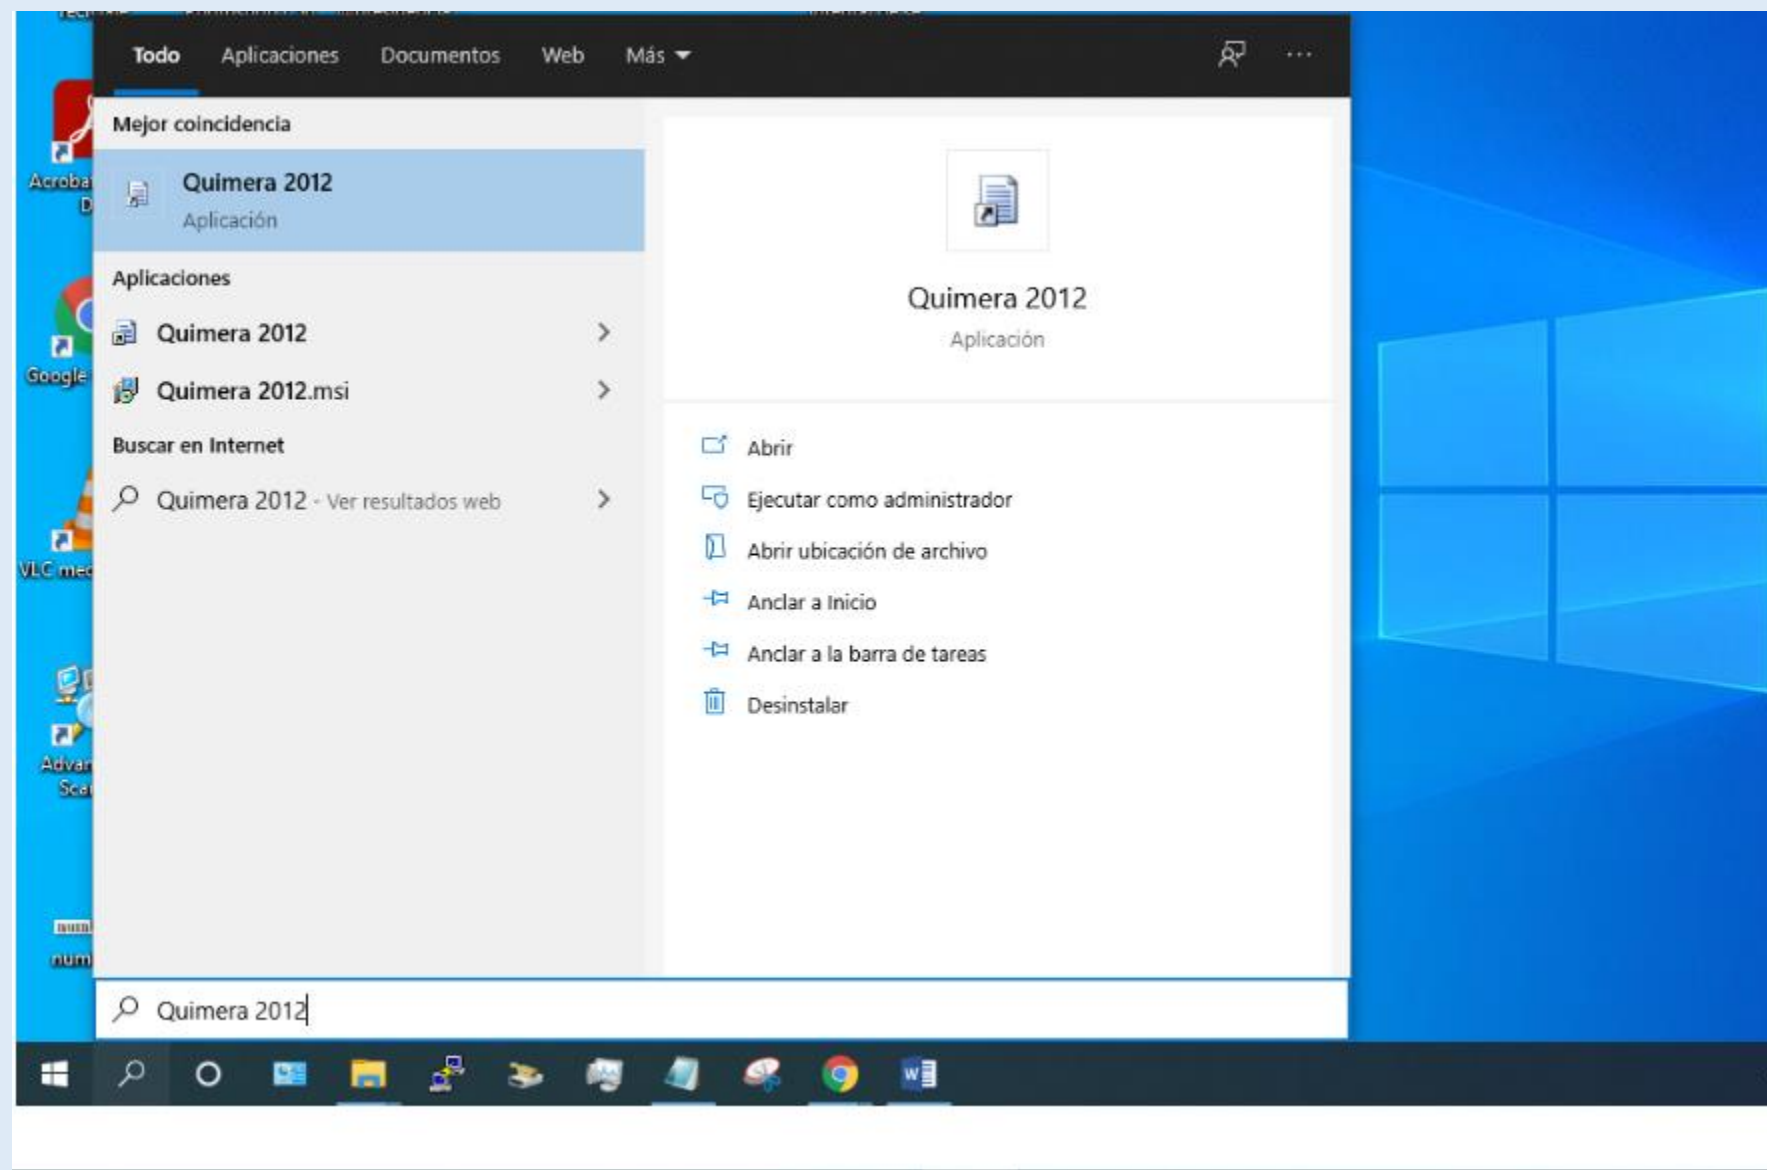 Todo Aplicaciones Documentos Web Más
Mejor coincidencia
Quimera 2012
Aplicación
Aplicaciones
Quimera 2012
Quimera 2012.msi
Buscar en Internet
Quimera 2012 - Ver resultados web
Quimera 2012
Aplicación
Abrir
Ejecutar como administrador
Abrir ubicación de archivo
Anclar a Inicio
Anclar a la barra de tareas
Desinstalar
Quimera 2012
Acroba
D
Google
VLC med
Advan
Sca
num